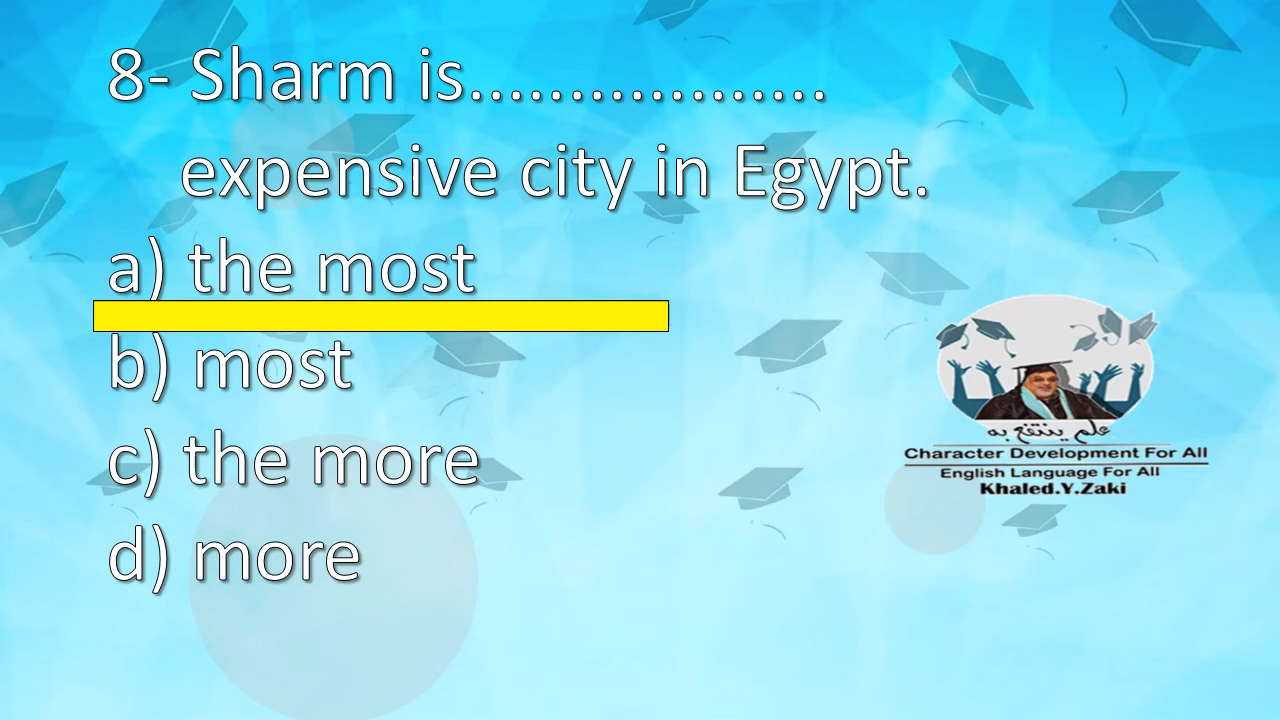 8- Sharm is..................
expensive city in Egypt.
a) the most
b) most
c) the more
d) more
علم ينتفع به
Character Development For All
English Language For All
Khaled.Y.Zaki